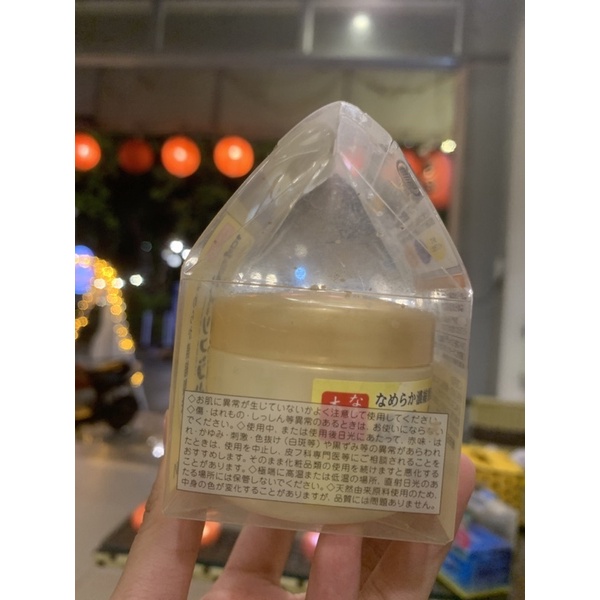 なめらか
◇お肌に異常が生じていないかよく注意して使用してください。
◇傷・はれもの・しっしん等異常のあるときは、お使いにならない
でください。◇使用中、または使用後日光にあたって、赤味・は
れ・かゆみ・刺激・色抜け(白斑等)や黒ずみ等の異常があらわれ
たときは、使用を中止し、皮フ科専門医等にご相談されることを
おすすめします。そのまま化粧品類の使用を続けますと悪化する
ことがあります。◇極端に高温または低温の場所、直射日光のあ
たる場所には保管しないでください。◇天然由来原料使用のため、
中身の色が変化することがありますが、品質には問題ありません。